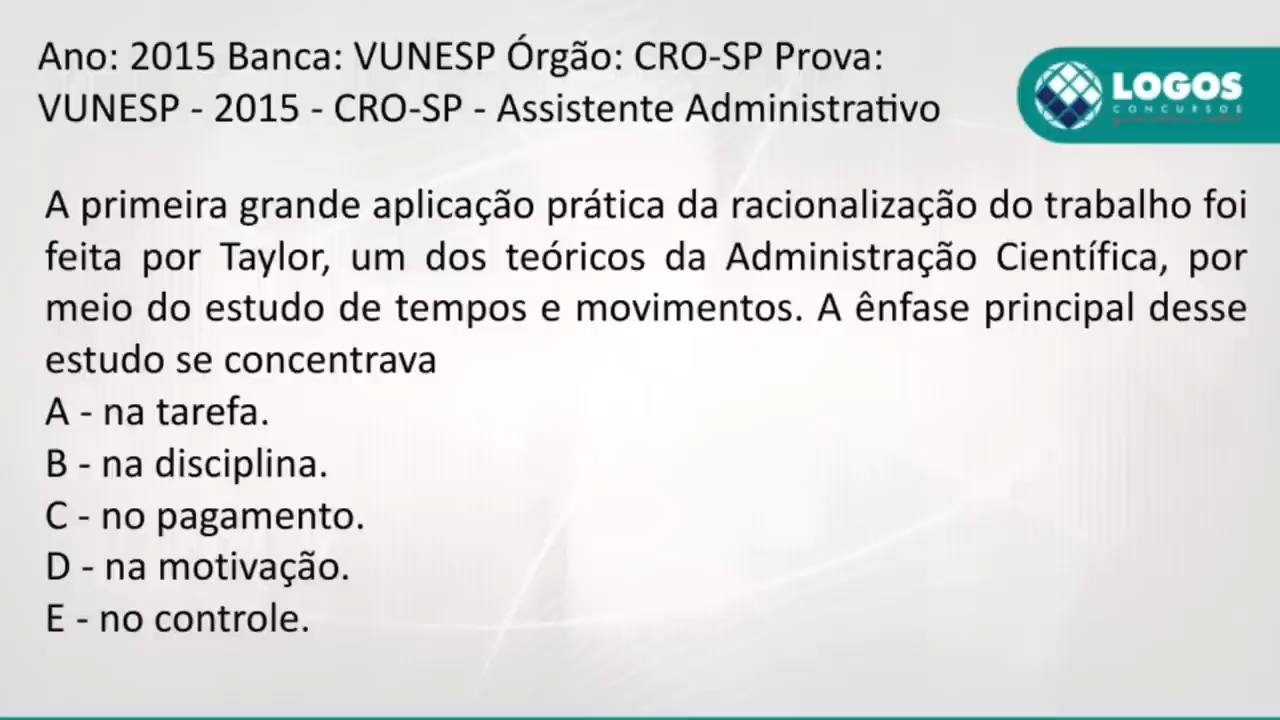 Ano: 2015 Banca: VUNESP Órgão: CRO-SP Prova:
VUNESP - 2015 - CRO-SP - Assistente Administrativo
LOGOS
CONCURSOS
A primeira grande aplicação prática da racionalização do trabalho foi
feita por Taylor, um dos teóricos da Administração Científica, por
meio do estudo de tempos e movimentos. A ênfase principal desse
estudo se concentrava
A - na tarefa.
B - na disciplina.
C - no pagamento.
D - na motivação.
E - no controle.